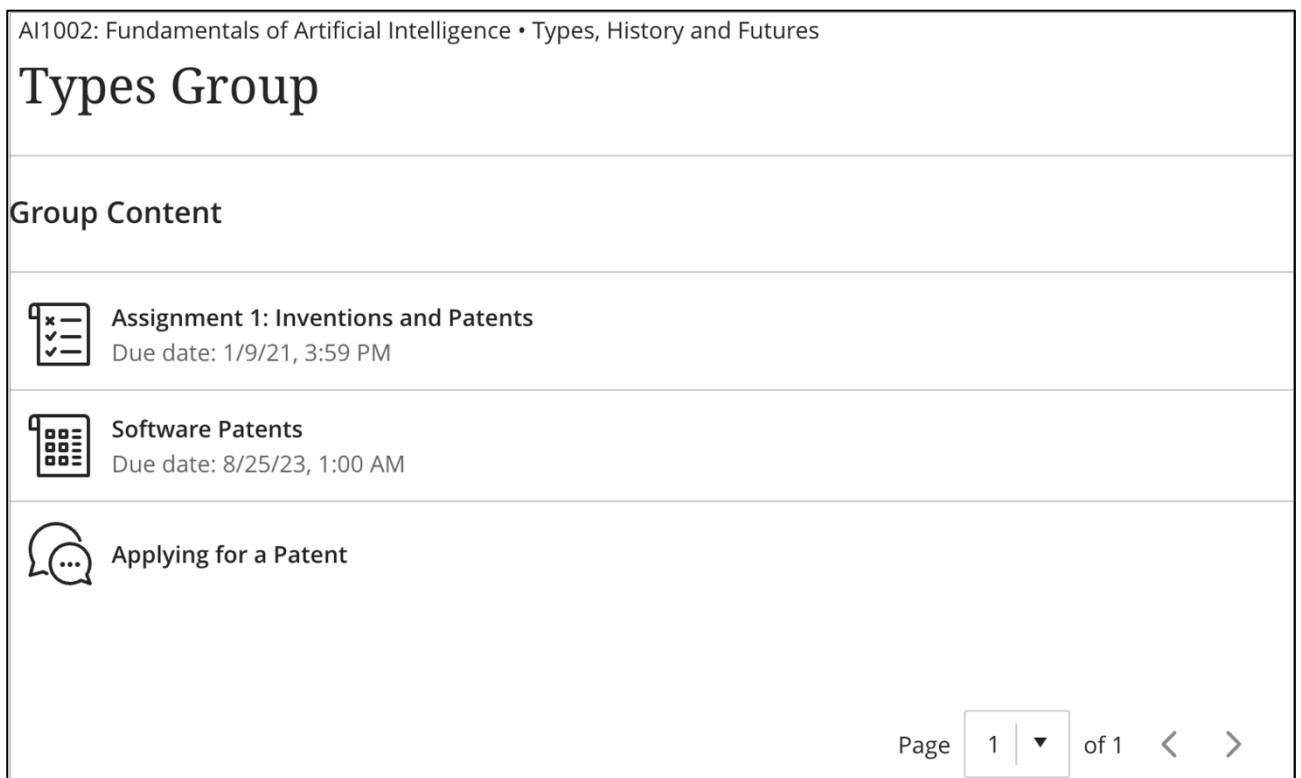 AI1002: Fundamentals of Artificial Intelligence • Types, History and Futures
Types Group
Group Content
Assignment 1: Inventions and Patents
Due date: 1/9/21, 3:59 PM
Software Patents
Due date: 8/25/23, 1:00 AM
Applying for a Patent
Page 1 of 1